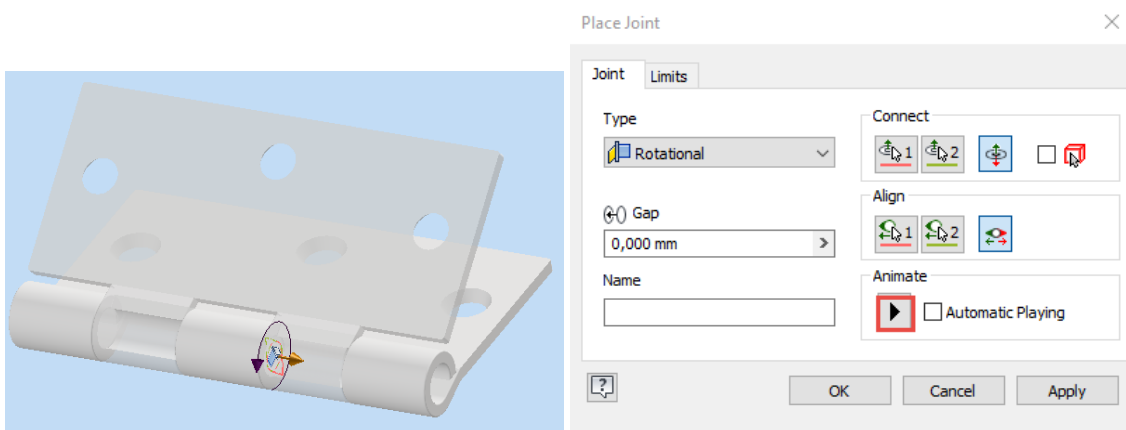 Place Joint
Joint
Limits
Type
Rotational
Gap
0,000 mm
Name
Connect
1
2
Align
1
2
Animate
Automatic Playing
?
OK
Cancel
Apply